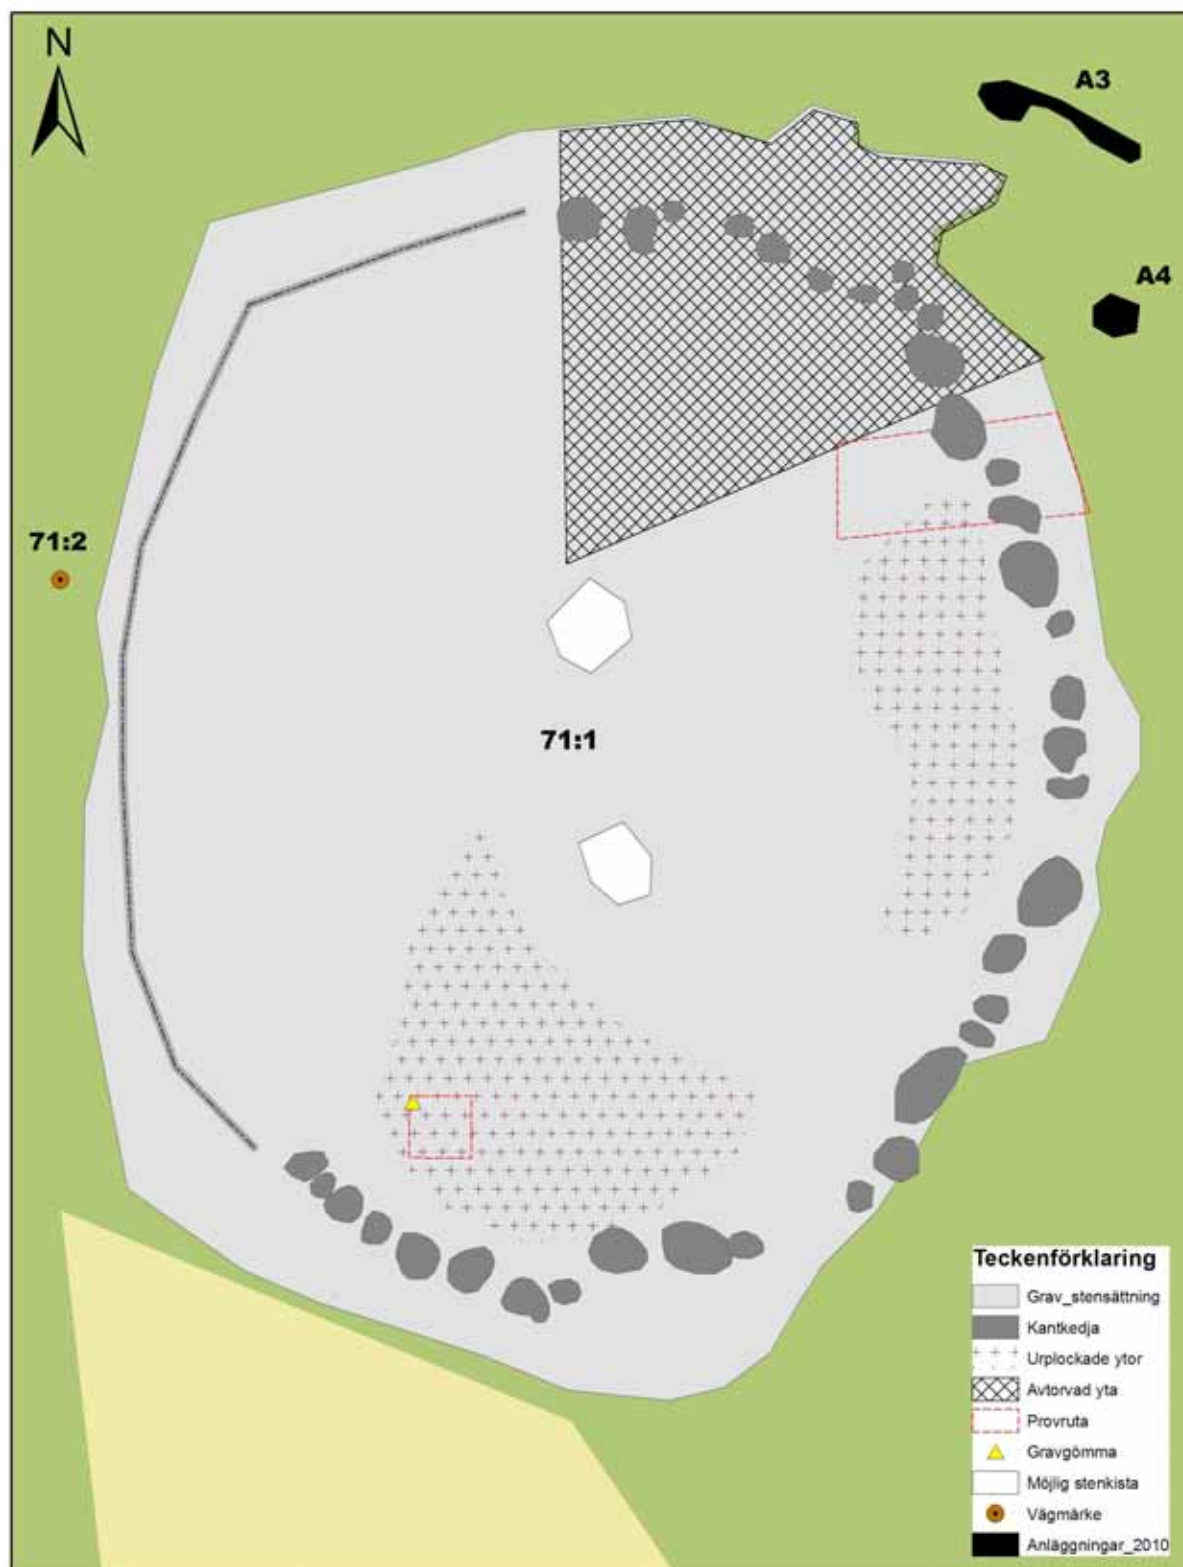 N
A3
A4
71:2
71:1
Teckenförklaring
Grav_stensättning
Kantkedja
Urplockade ytor
Avtorvad yta
Provruta
Gravgömma
Möjlig stenkista
Vägmärke
Anläggningar_2010